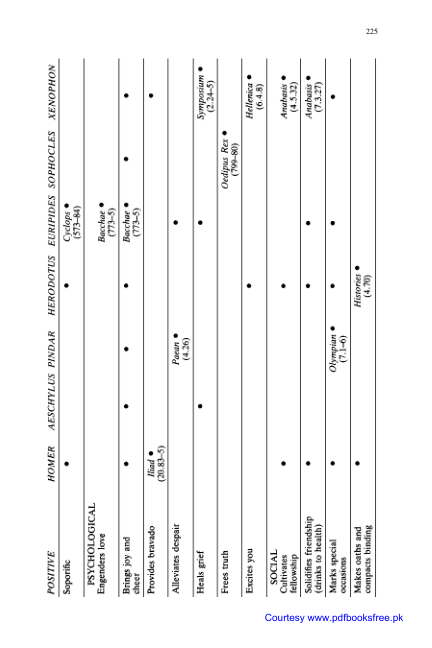 225
POSITIVE HOMER AESCHYLUS PINDAR HERODOTUS EURIPIDES SOPHOCLES XENOPHON
Soporific ● ● Cyclops ●
(573–84)
PSYCHOLOGICAL
Engenders love Bacchae ●
(773–5)
Brings joy and ● ● ● ● Bacchae ● ● ●
cheer (773–5)
Provides bravado Iliad ● ●
(20.83–5)
Alleviates despair Paean ● ●
(4.26)
Heals grief ● ● Symposium ●
(2.24–5)
Frees truth Oedipus Rex ●
(799–80)
Excites you ● Hellenica ●
(6.4.8)
SOCIAL
Cultivates ● ● Anabasis ●
fellowship (4.5.32)
Solidifies friendship ● ● ● Anabasis ●
(drinks to health) (7.3.27)
Marks special ● Olympian ● ● ● ●
occasions (7.1–6)
Makes oaths and ● Histories ●
compacts binding (4.70)
Courtesy www.pdfbooksfree.pk